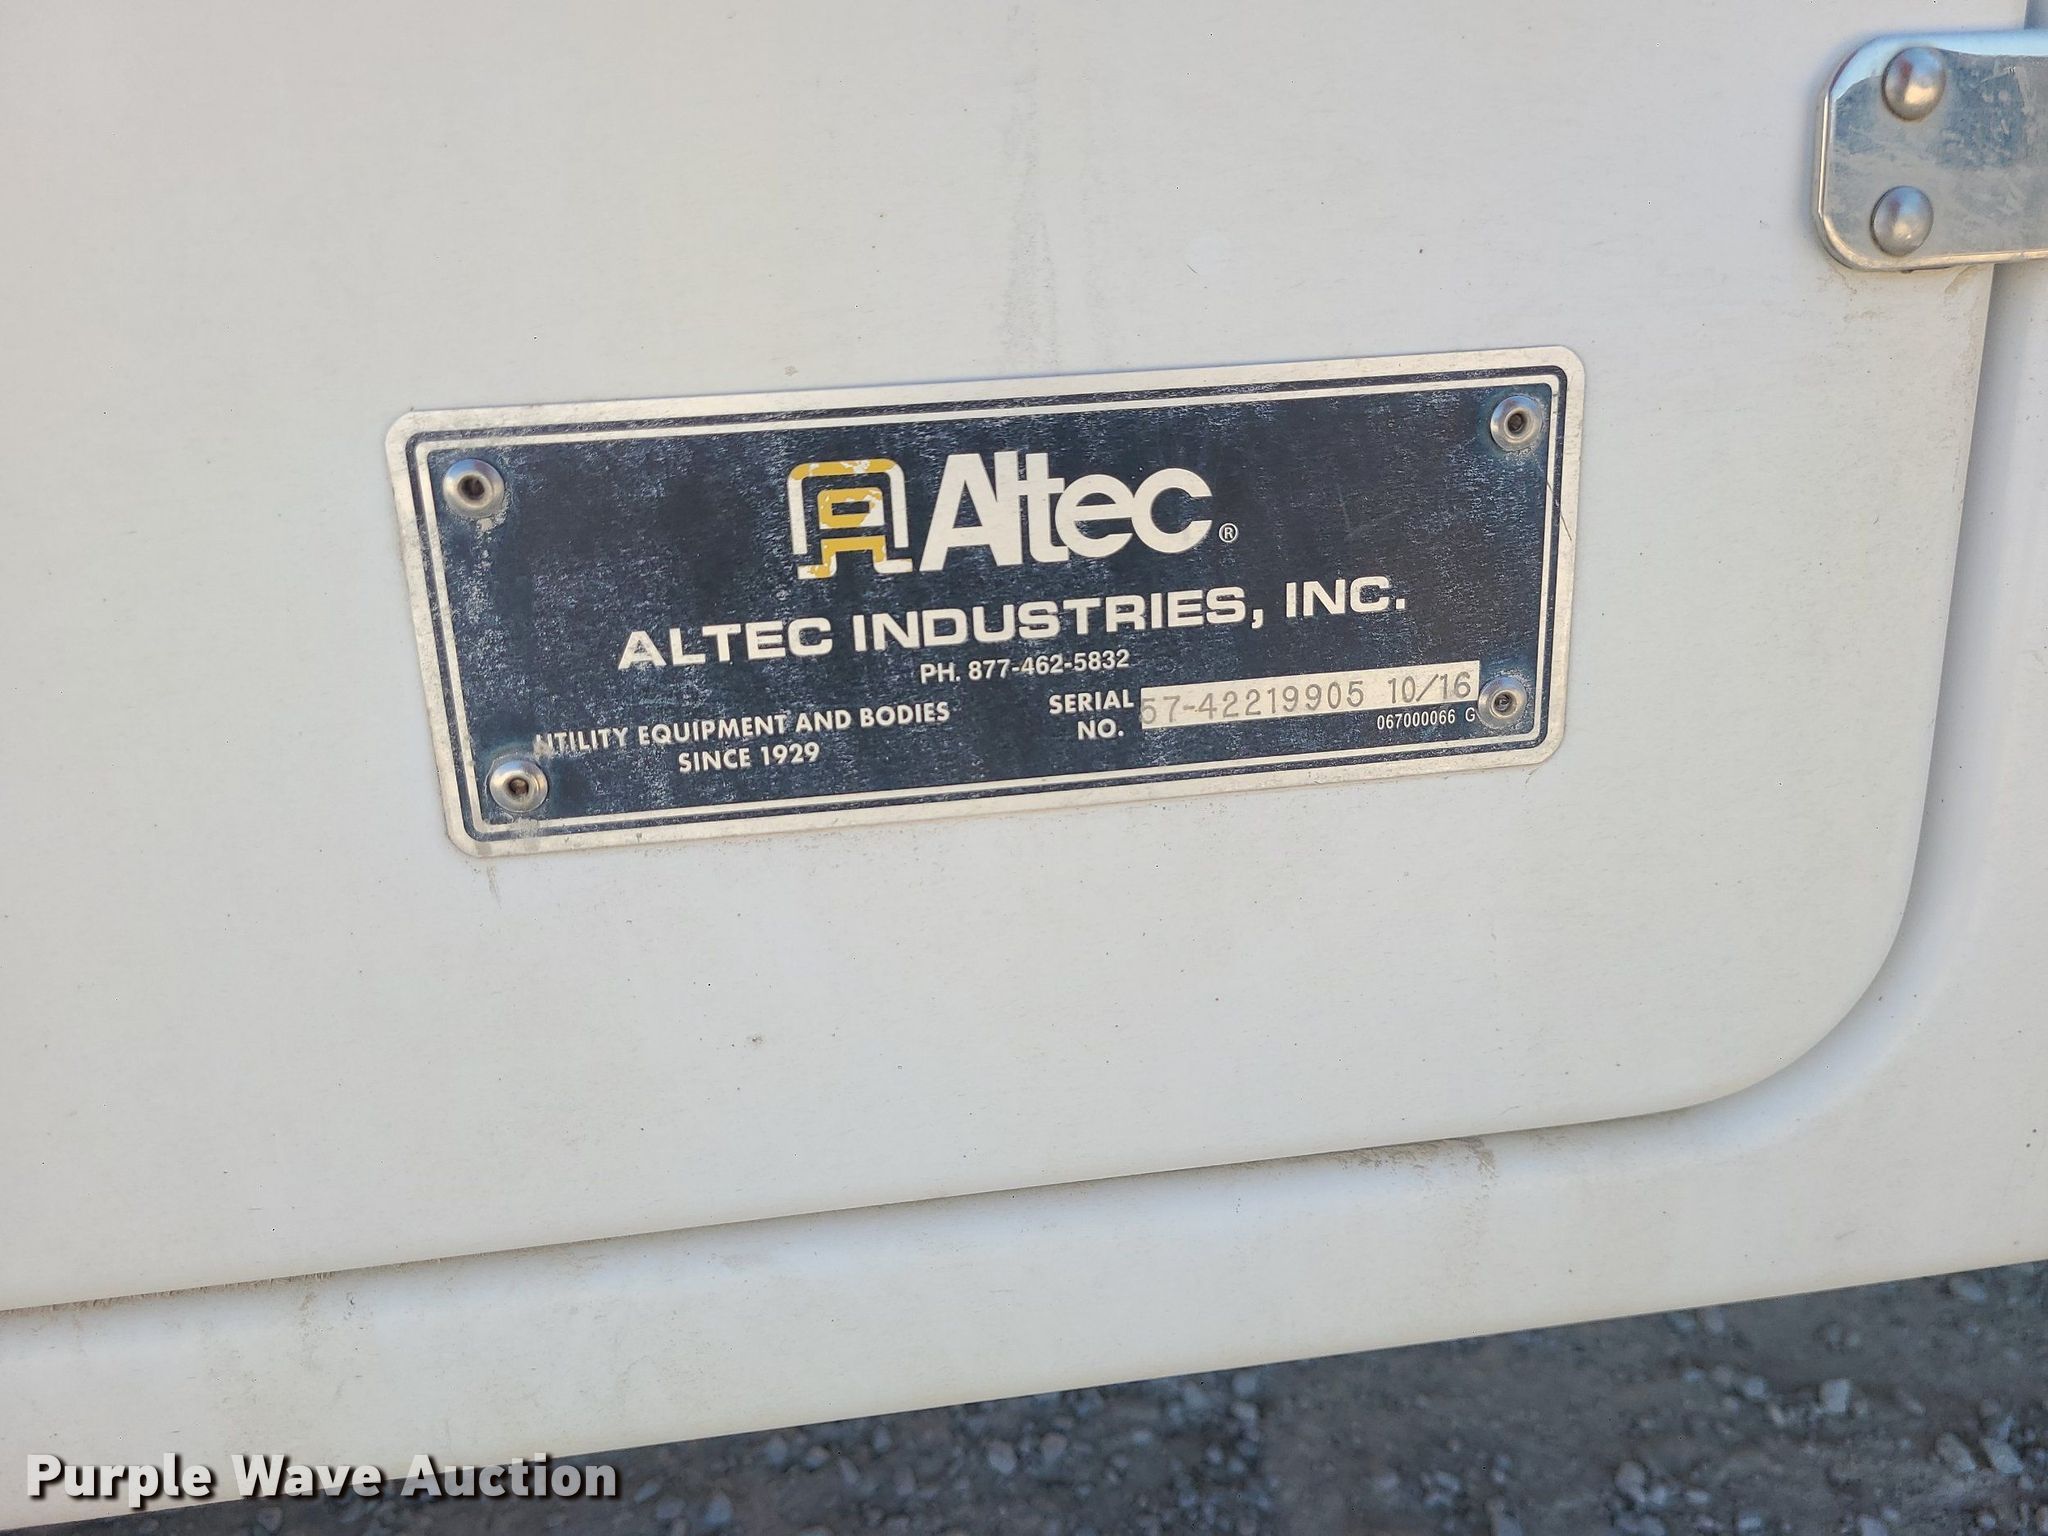 Altec®
ALTEC INDUSTRIES, INC.
PH. 877-462-5832
UTILITY EQUIPMENT AND BODIES
SINCE 1929
SERIAL NO. 57-42219905 10/16
067000066 G
Purple Wave Auction